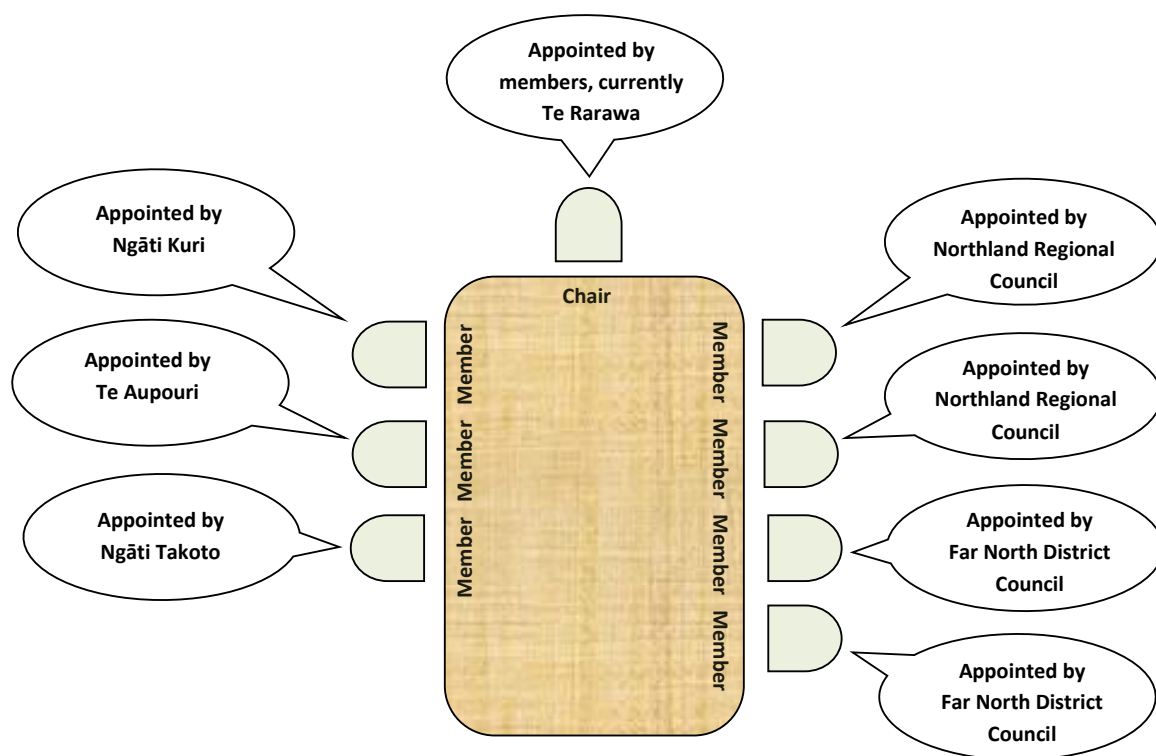 Appointed by
members, currently
Te Rarawa
Appointed by
Ngāti Kuri
Appointed by
Te Aupouri
Appointed by
Ngāti Takoto
Chair
Member
Member
Member
Member
Member
Member
Member
Appointed by
Northland Regional
Council
Appointed by
Northland Regional
Council
Appointed by
Far North District
Council
Appointed by
Far North District
Council